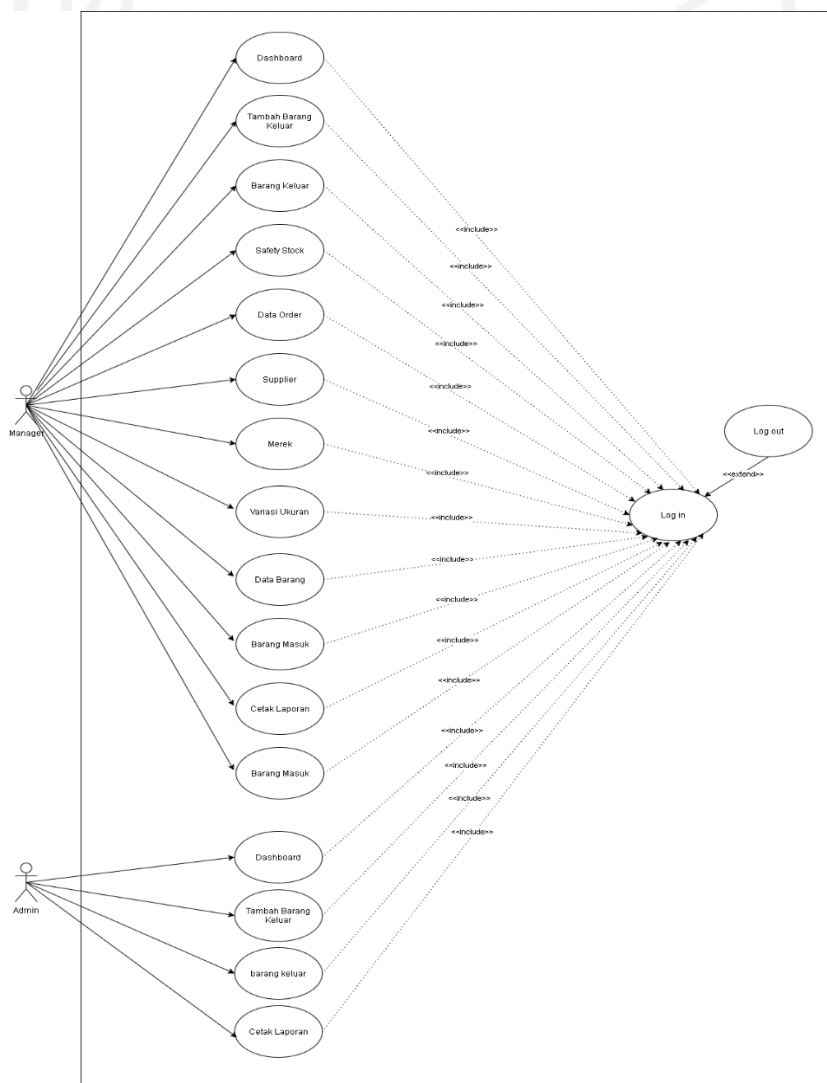 Dashboard
Tambah Barang
Keluar
Barang Keluar
<<include>>
<<include>>
Safety Stock
<<include>>
Data Order
<<include>>
Supplier
<<include>>
Manager
Merek
<<include>>
Log out
<<include>>
<<extend>>
Variasi Ukuran
<<include>>
Log in
Data Barang
<<include>>
<<include>>
Barang Masuk
<<include>>
Cetak Laporan
<<include>>
<<include>>
Barang Masuk
<<include>>
<<include>>
<<include>>
Dashboard
Admin
Tambah Barang
Keluar
barang keluar
Cetak Laporan